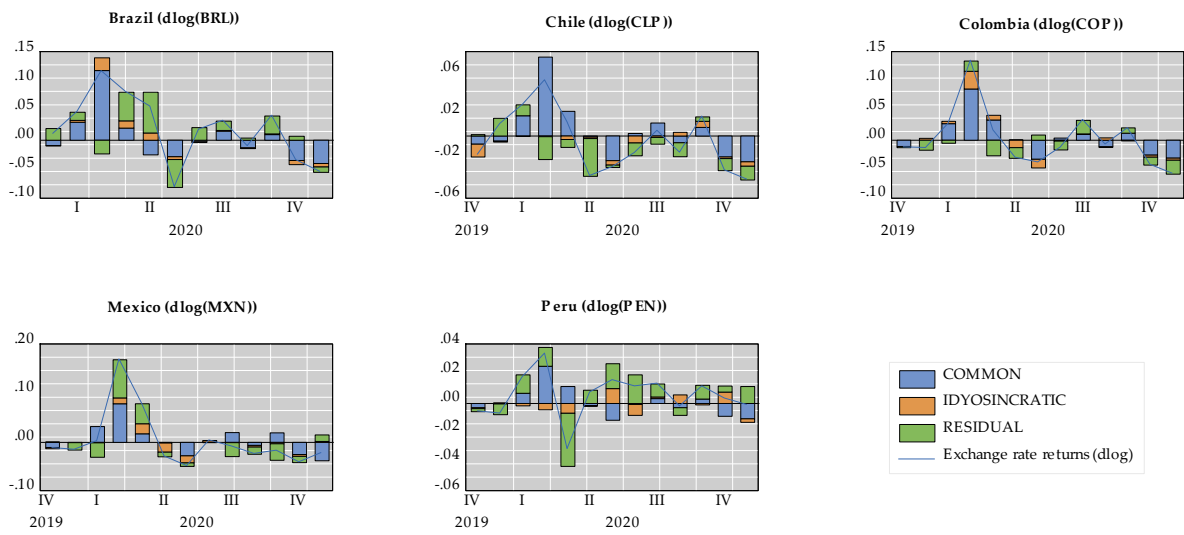 Brazil (dlog(BRL))
.15
.10
.05
.00
-.05
-.10
I
II
III
IV
2020
Chile (dlog(CLP))
.06
.02
-.02
-.06
IV
I
II
III
IV
2019
2020
Colombia (dlog(COP))
.15
.10
.05
.00
-.05
-.10
IV
I
II
III
IV
2019
2020
Mexico (dlog(MXN))
.20
.10
.00
-.10
IV
I
II
III
IV
2019
2020
Peru (dlog(PEN))
.04
.02
.00
-.02
-.04
-.06
IV
I
II
III
IV
2019
2020
COMMON
IDYOSINCRATIC
RESIDUAL
Exchange rate returns (dlog)